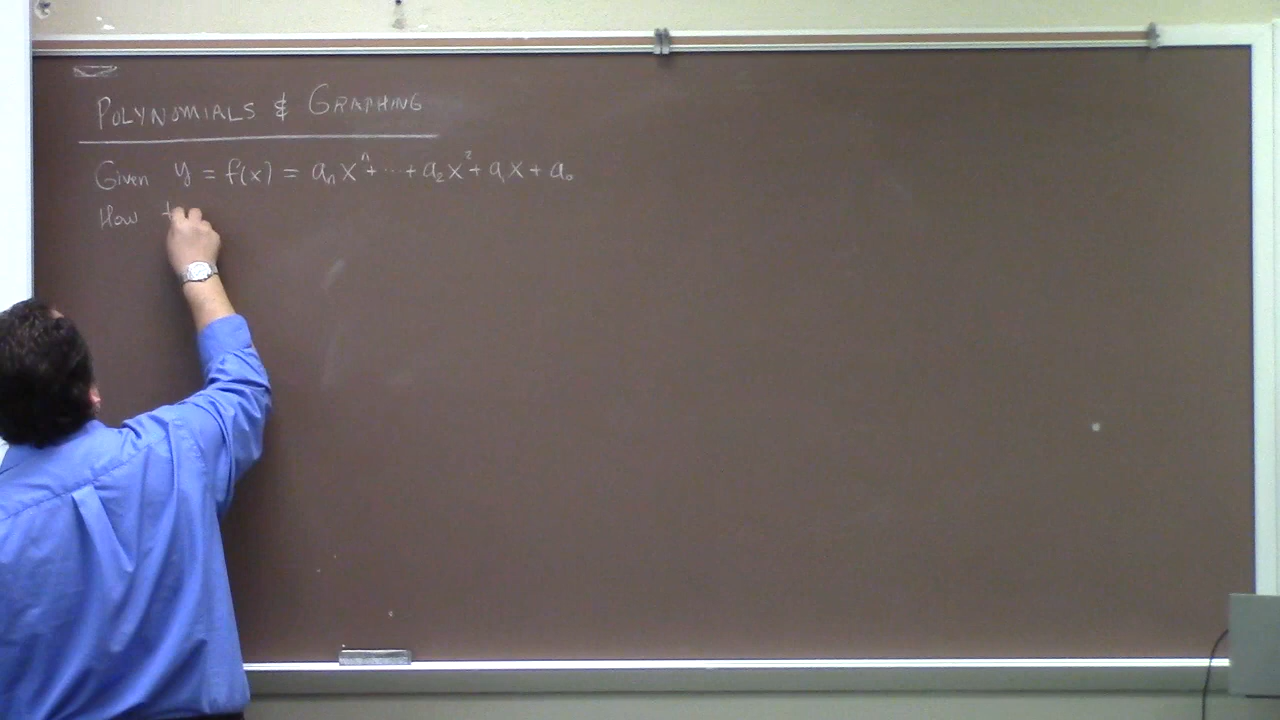 POLYNOMIALS & GRAPHING
Given y = f(x) = aₙxⁿ + ... + a₂x² + a₁x + a₀
How t